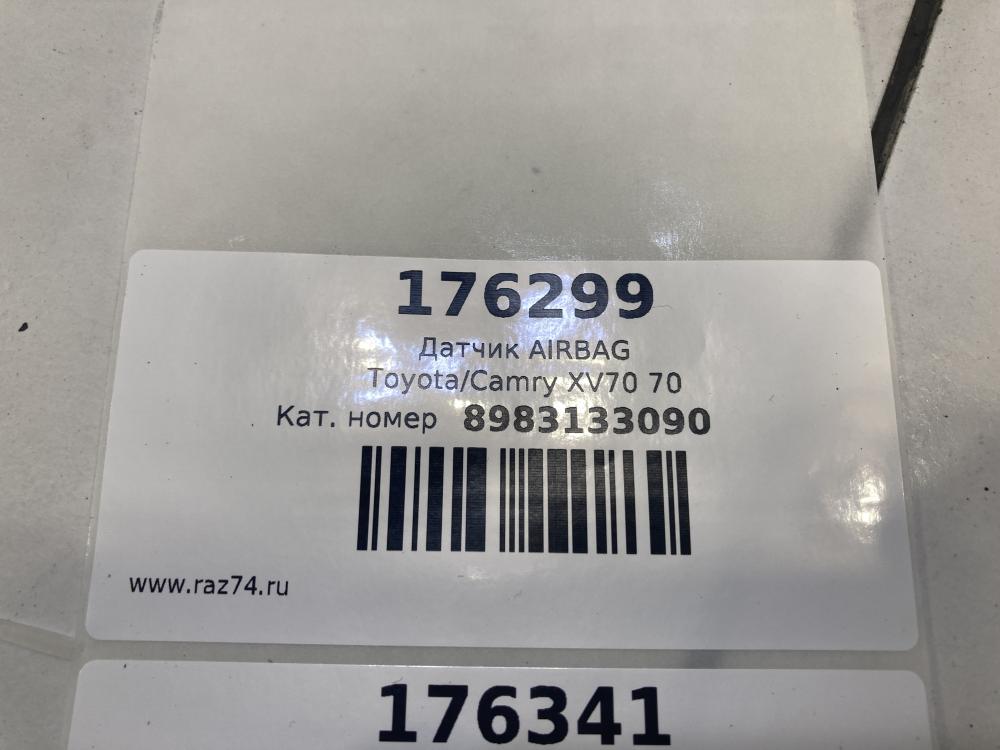 176299
Датчик AIRBAG
Toyota/Camry XV70 70
Кат. номер 8983133090
www.raz74.ru
176341